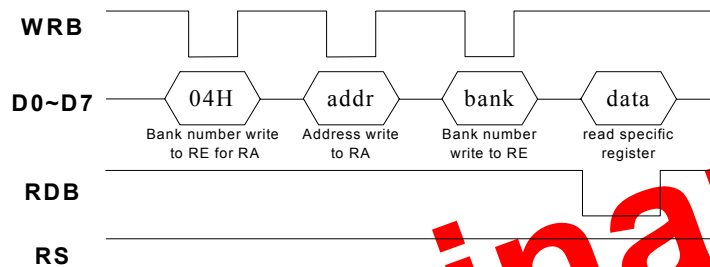 WRB
D0~D7
04H addr bank data
Bank number write Address write Bank number read specific
to RE for RA to RA write to RE register
RDB
RS